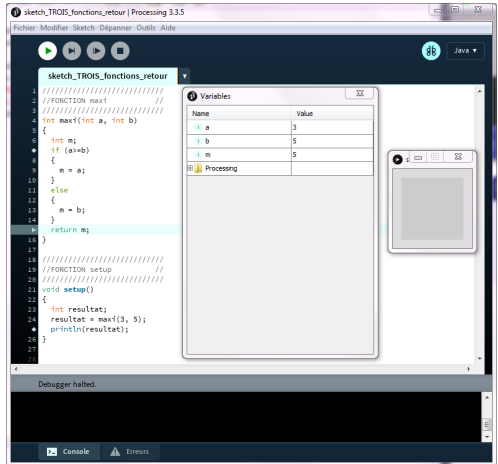 sketch_TROIS_fonctions_retour | Processing 3.3.5
Fichier Modifier Sketch Dépanner Outils Aide
Java ▾
sketch_TROIS_fonctions_retour
1 /////////////////////////////
2 //FONCTION maxi //
3 /////////////////////////////
4 int maxi(int a, int b)
5 {
6 int m;
if (a>=b)
8 {
9 m = a;
10 }
11 else
12 {
13 m = b;
14 }
return m;
16 }
17
18 /////////////////////////////
19 //FONCTION setup //
20 /////////////////////////////
21 void setup()
22 {
23 int resultat;
24 resultat = maxi(3, 5);
println(resultat);
26 }
27
28
Variables
Name Value
a 3
b 5
m 5
Processing
s
Debugger halted.
Console Erreurs